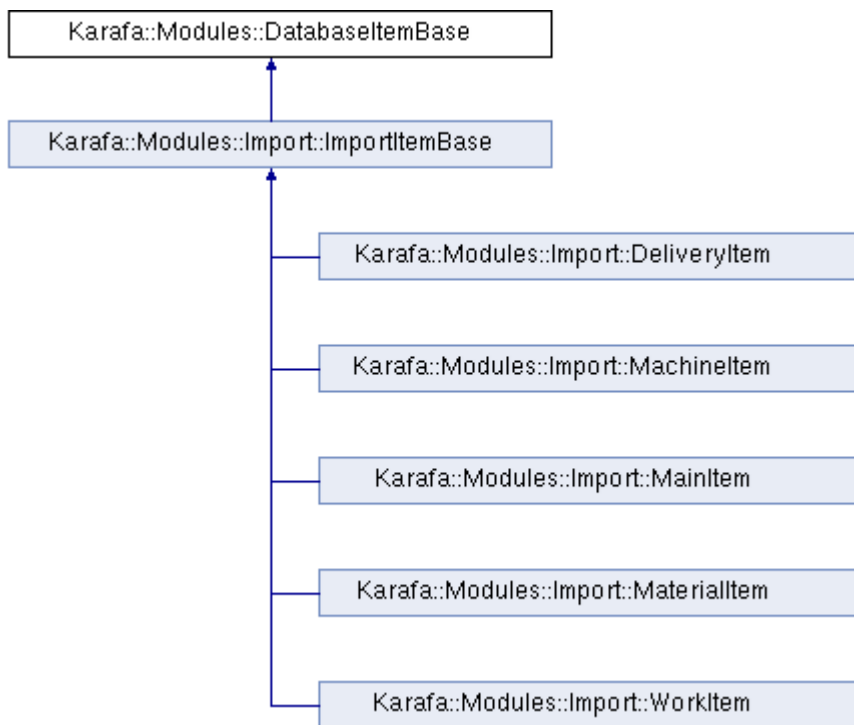 Karafa::Modules::DatabaseItemBase
Karafa::Modules::Import::ImportItemBase
Karafa::Modules::Import::DeliveryItem
Karafa::Modules::Import::MachineItem
Karafa::Modules::Import::MainItem
Karafa::Modules::Import::MaterialItem
Karafa::Modules::Import::WorkItem